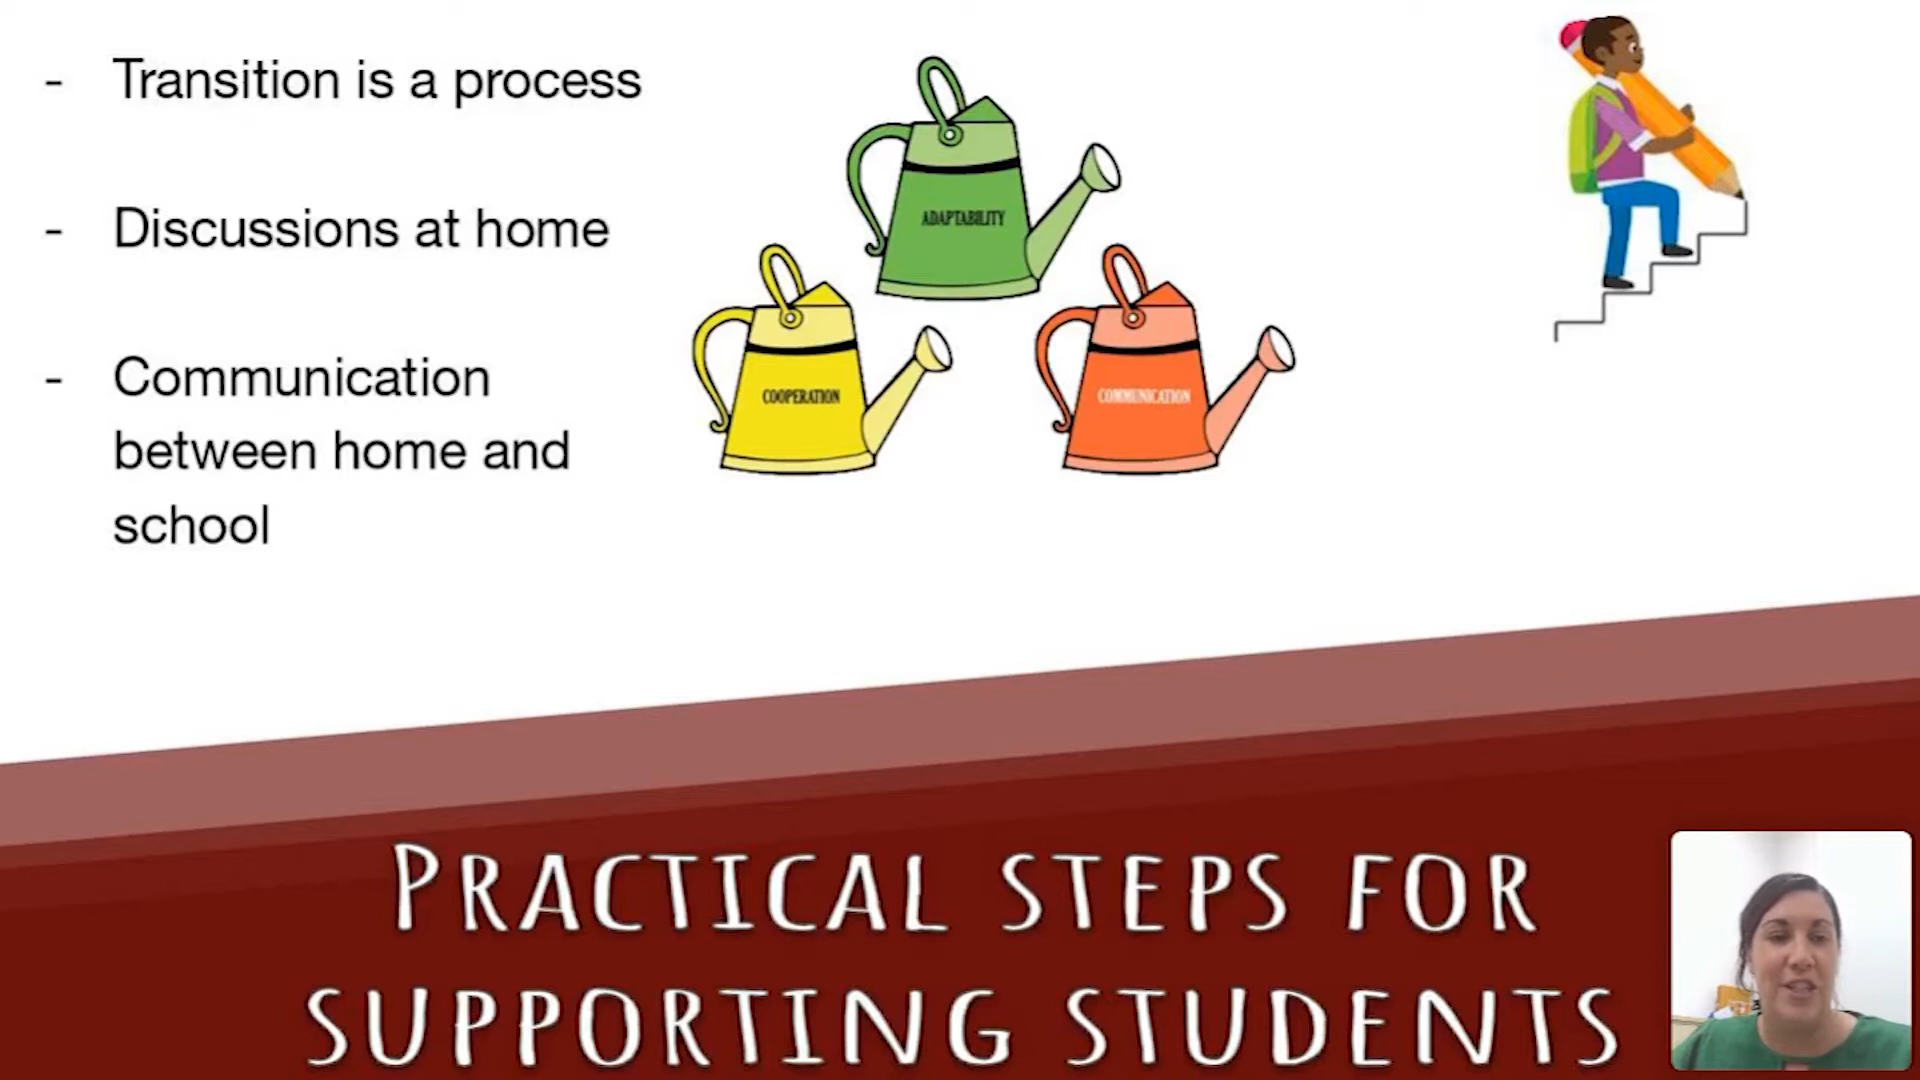 - Transition is a process
- Discussions at home
- Communication
between home and
school
ADAPTABILITY
COOPERATION
COMMUNICATION
PRACTICAL STEPS FOR
SUPPORTING STUDENTS